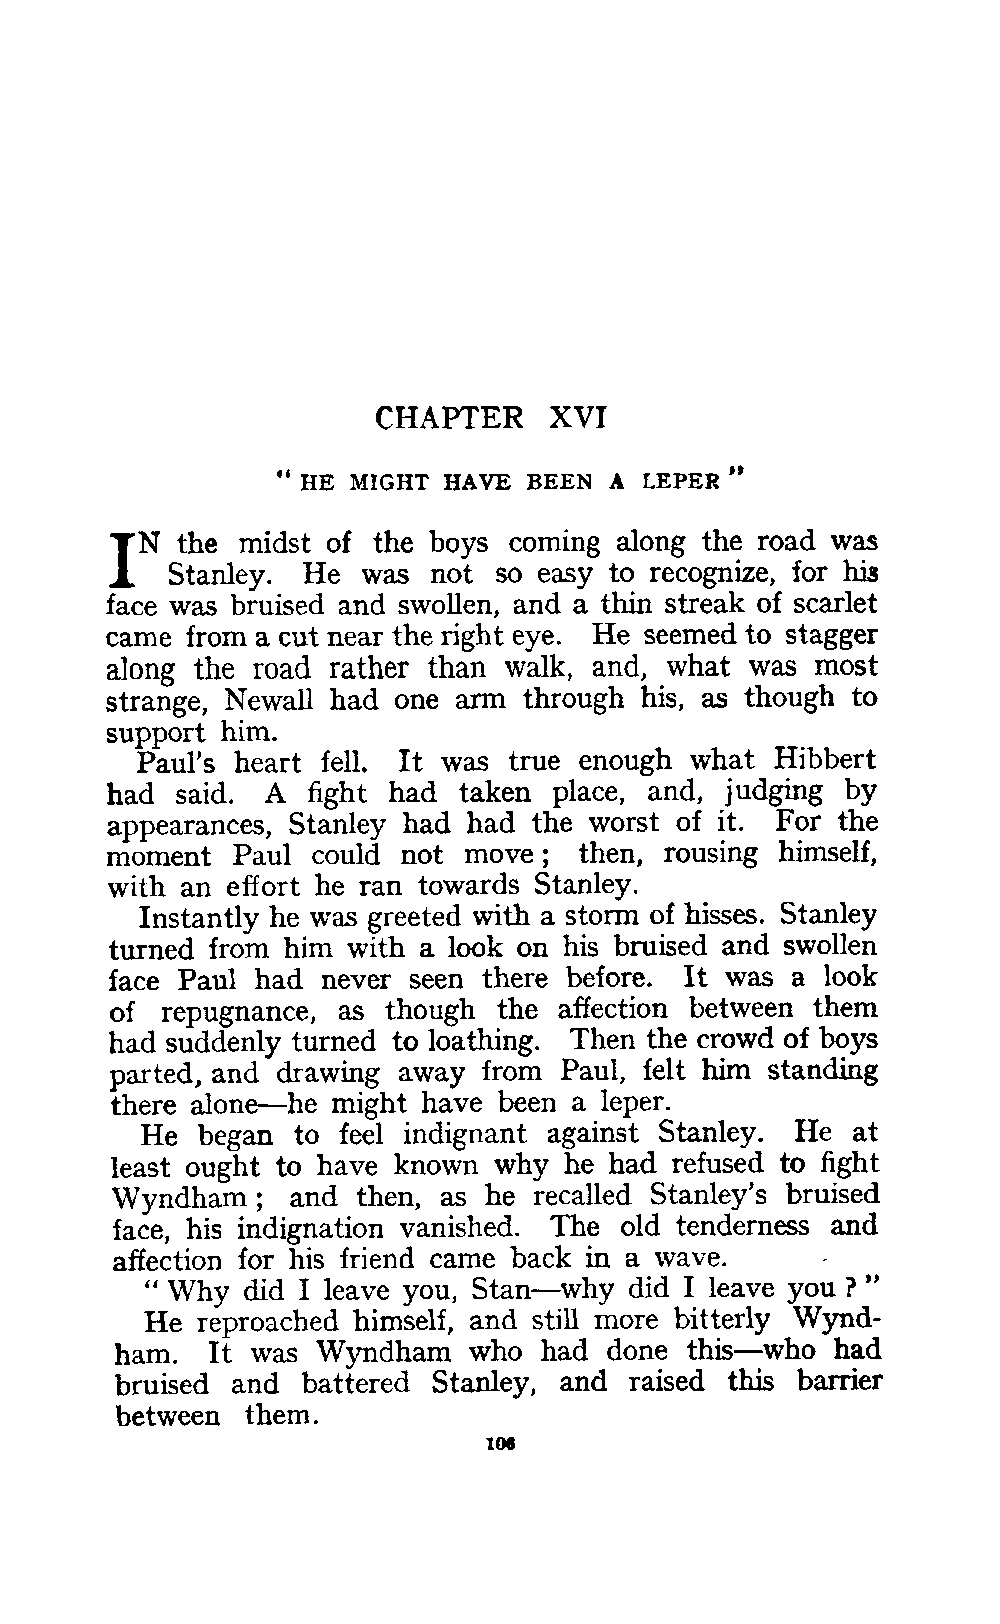 CHAPTER XVI
" HE MIGHT HAVE BEEN A LEPER "
IN the midst of the boys coming along the road was
Stanley. He was not so easy to recognize, for his
face was bruised and swollen, and a thin streak of scarlet
came from a cut near the right eye. He seemed to stagger
along the road rather than walk, and, what was most
strange, Newall had one arm through his, as though to
support him.
Paul's heart fell. It was true enough what Hibbert
had said. A fight had taken place, and, judging by
appearances, Stanley had had the worst of it. For the
moment Paul could not move ; then, rousing himself,
with an effort he ran towards Stanley.
Instantly he was greeted with a storm of hisses. Stanley
turned from him with a look on his bruised and swollen
face Paul had never seen there before. It was a look
of repugnance, as though the affection between them
had suddenly turned to loathing. Then the crowd of boys
parted, and drawing away from Paul, felt him standing
there alone—he might have been a leper.
He began to feel indignant against Stanley. He at
least ought to have known why he had refused to fight
Wyndham ; and then, as he recalled Stanley's bruised
face, his indignation vanished. The old tenderness and
affection for his friend came back in a wave.
" Why did I leave you, Stan—why did I leave you ? "
He reproached himself, and still more bitterly Wynd-
ham. It was Wyndham who had done this—who had
bruised and battered Stanley, and raised this barrier
between them.
106